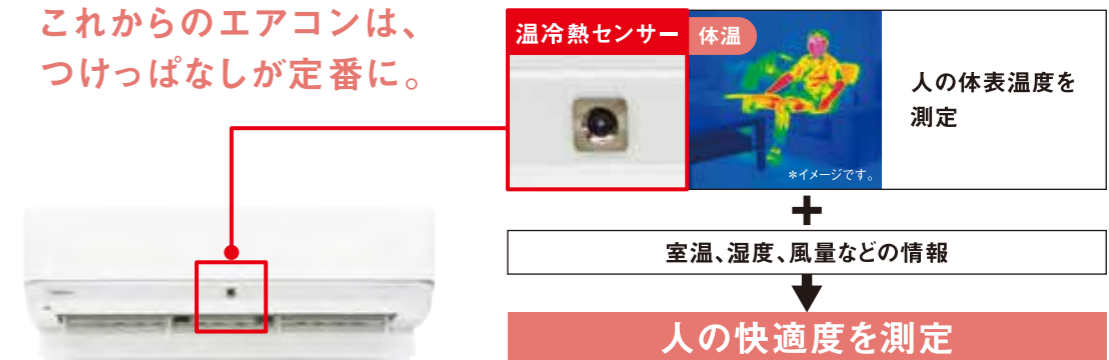 これからのエアコンは、
つけっぱなしが定番に。
温冷熱センサー
体温
人の体表温度を
測定
＊イメージです。
+
室温、湿度、風量などの情報
人の快適度を測定